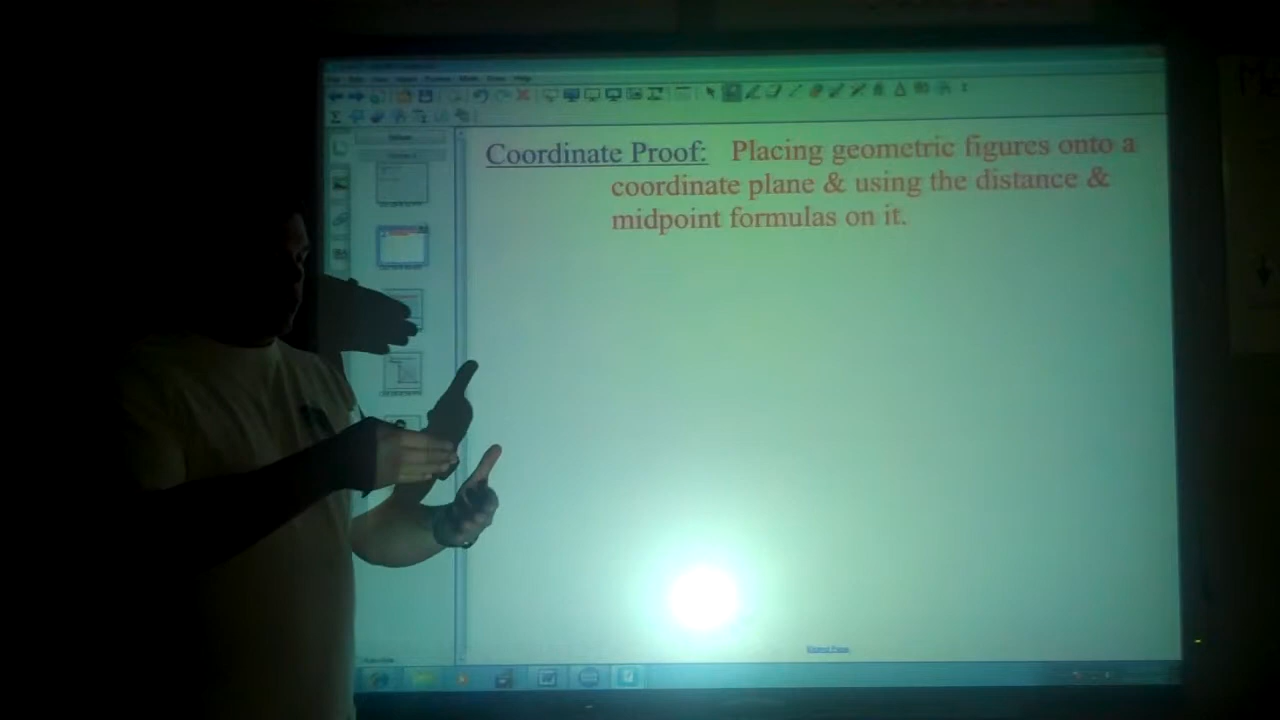 Coordinate Proof: Placing geometric figures onto a
coordinate plane & using the distance &
midpoint formulas on it.